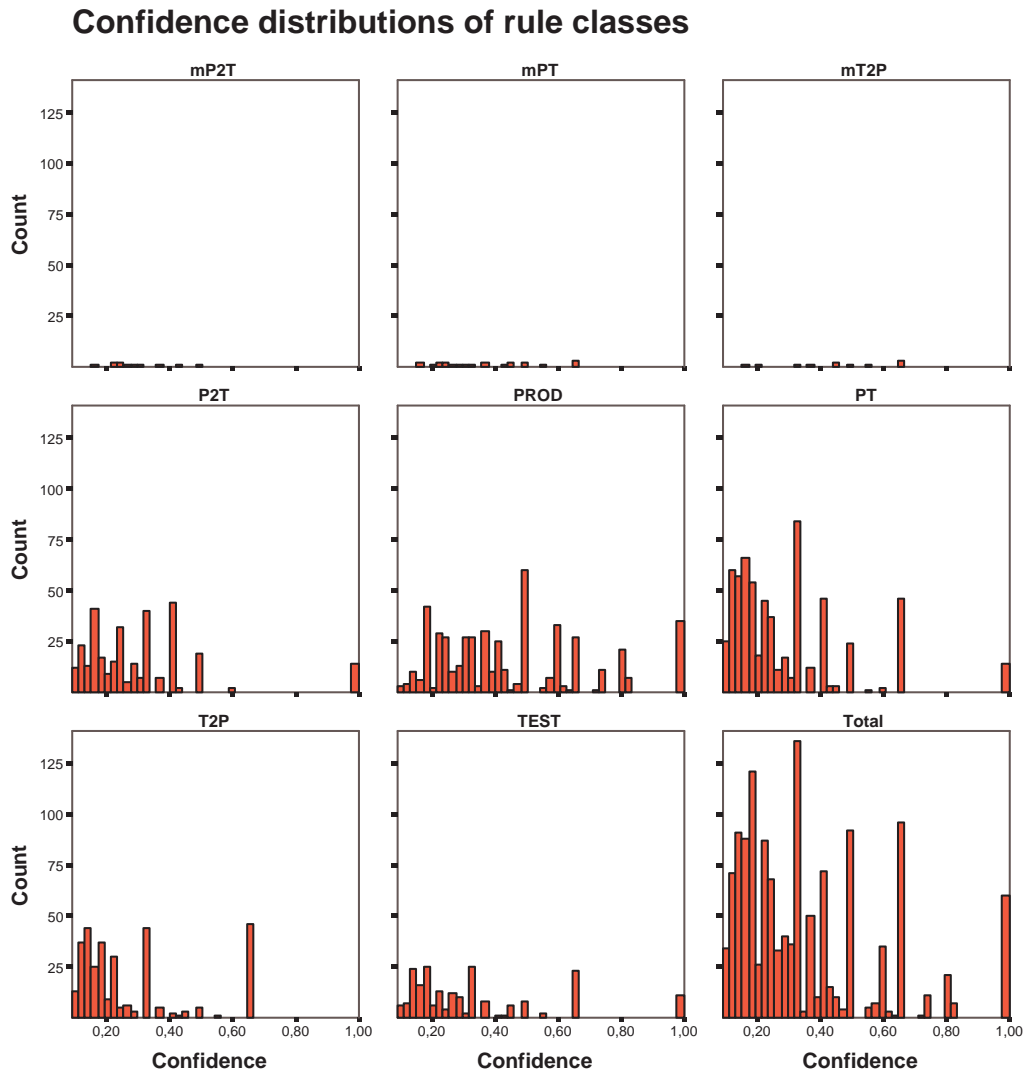 Confidence distributions of rule classes
mP2T mPT mT2P
125
100
75
50
25
Count
P2T PROD PT
125
100
75
50
25
Count
T2P TEST Total
125
100
75
50
25
Count
0,20 0,40 0,60 0,80 1,00 0,20 0,40 0,60 0,80 1,00 0,20 0,40 0,60 0,80 1,00
Confidence Confidence Confidence